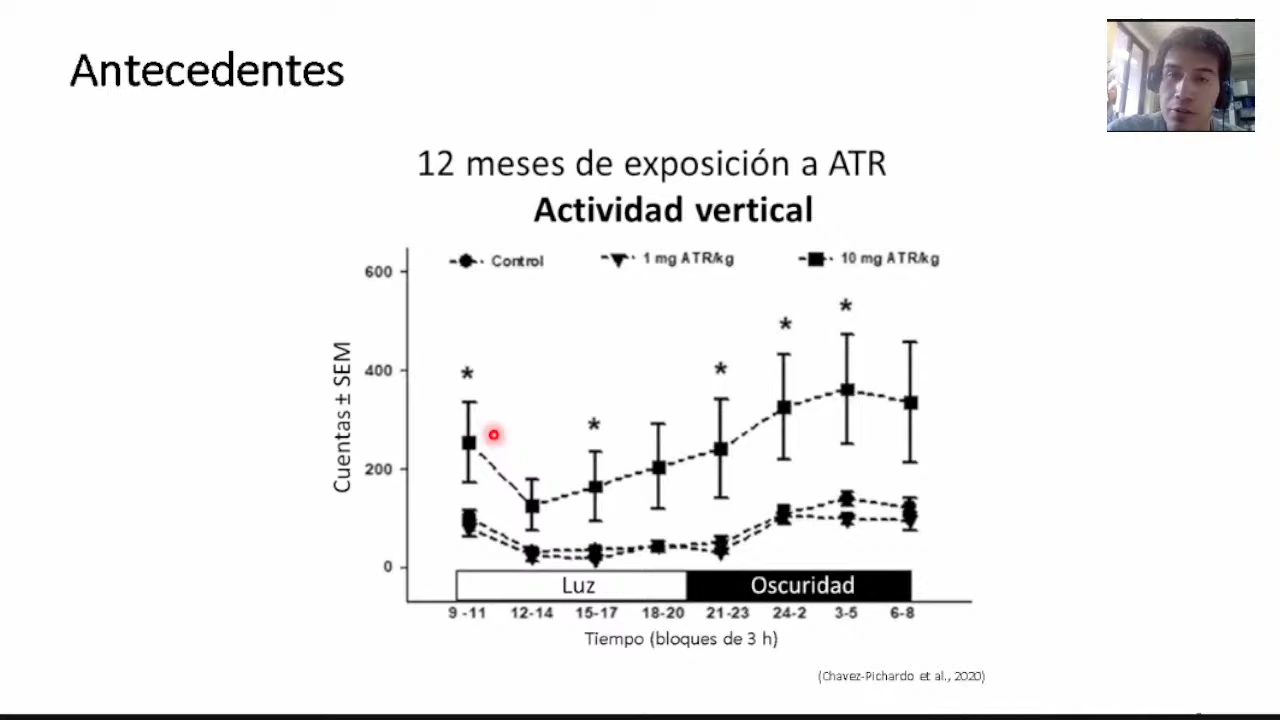 Antecedentes
12 meses de exposición a ATR
Actividad vertical
Control
1 mg ATR/kg
10 mg ATR/kg
600
400
200
0
Cuentas ± SEM
* * * * *
Luz
Oscuridad
9 -11 12-14 15-17 18-20 21-23 24-2 3-5 6-8
Tiempo (bloques de 3 h)
(Chavez-Pichardo et al., 2020)